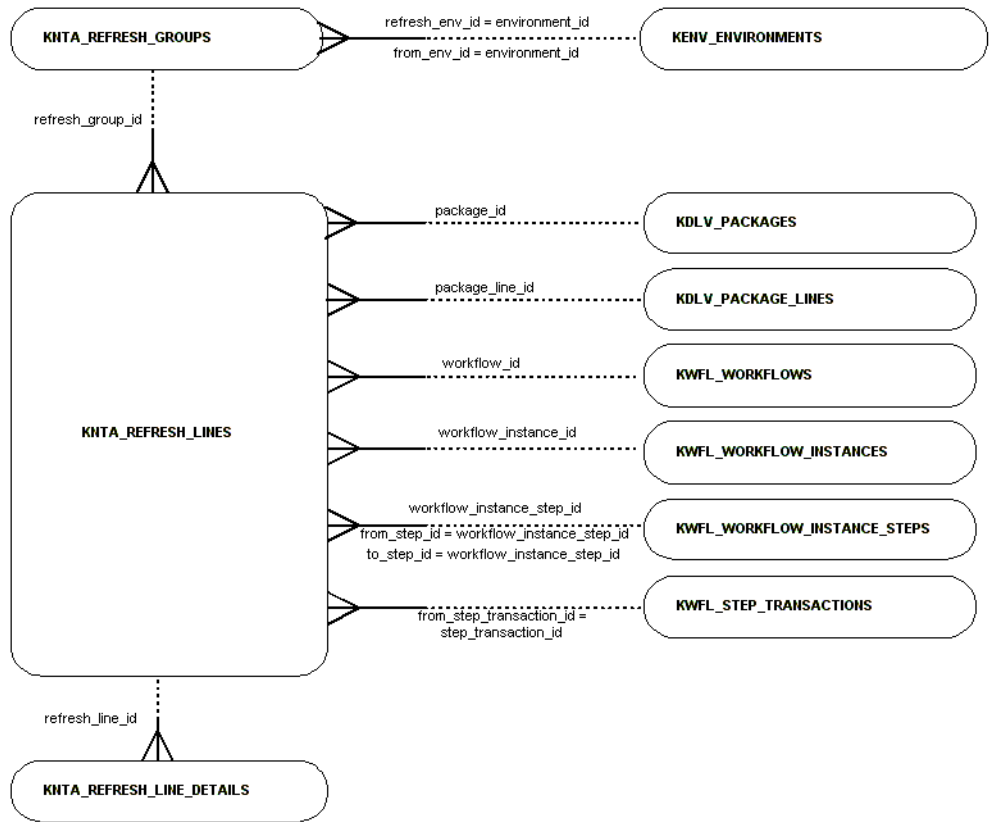 KNTA_REFRESH_GROUPS
refresh_env_id = environment_id
from_env_id = environment_id
KENV_ENVIRONMENTS
refresh_group_id
KNTA_REFRESH_LINES
package_id
KDLV_PACKAGES
package_line_id
KDLV_PACKAGE_LINES
workflow_id
KWFL_WORKFLOWS
workflow_instance_id
KWFL_WORKFLOW_INSTANCES
workflow_instance_step_id
from_step_id = workflow_instance_step_id
to_step_id = workflow_instance_step_id
KWFL_WORKFLOW_INSTANCE_STEPS
from_step_transaction_id =
step_transaction_id
KWFL_STEP_TRANSACTIONS
refresh_line_id
KNTA_REFRESH_LINE_DETAILS